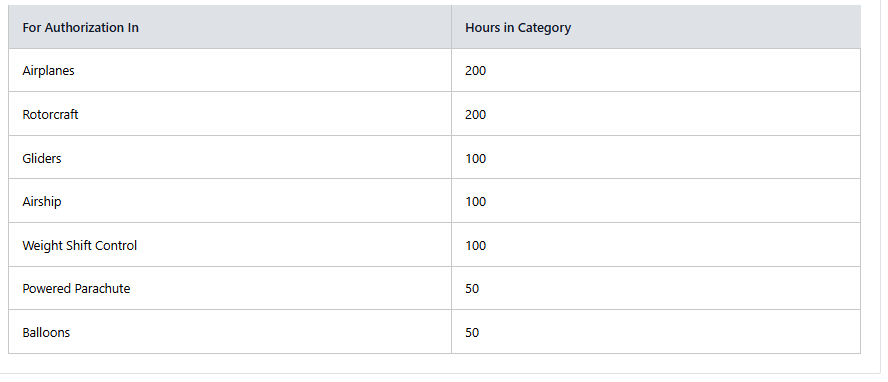 For Authorization In Hours in Category
Airplanes 200
Rotorcraft 200
Gliders 100
Airship 100
Weight Shift Control 100
Powered Parachute 50
Balloons 50